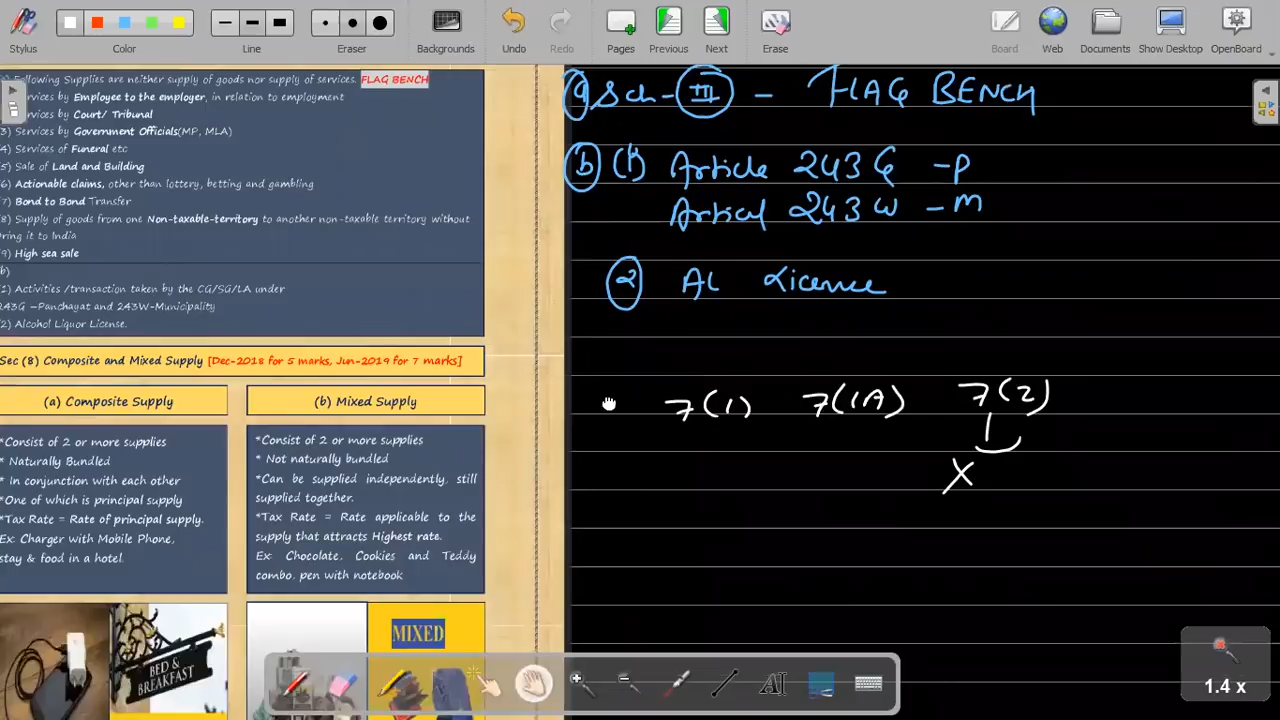 Stylus
Color
Line
Eraser
Backgrounds
Undo
Redo
Pages
Previous
Next
Erase
Board
Web
Documents
Show Desktop
OpenBoard
Following Supplies are neither supply of goods nor supply of services. FLAG BENCH
ervices by Employee to the employer, in relation to employment
ervices by Court/ Tribunal
3) Services by Government Officials(MP, MLA)
(4) Services of Funeral etc
(5) Sale of Land and Building
(6) Actionable claims, other than lottery, betting and gambling
(7) Bond to Bond Transfer
(8) Supply of goods from one Non-taxable-territory to another non-taxable territory without
bring it to India
(9) High sea sale
(b)
(1) Activities /transaction taken by the CG/SG/LA under
243G –Panchayat and 243W-Municipality
(2) Alcohol Liquor License.
Sec (8) Composite and Mixed Supply [Dec-2018 for 5 marks, Jun-2019 for 7 marks]
(a) Composite Supply
*Consist of 2 or more supplies
* Naturally Bundled
* In conjunction with each other
*One of which is principal supply
*Tax Rate = Rate of principal supply.
Ex: Charger with Mobile Phone,
stay & food in a hotel.
(b) Mixed Supply
*Consist of 2 or more supplies
* Not naturally bundled
*Can be supplied independently, still
supplied together.
*Tax Rate = Rate applicable to the
supply that attracts Highest rate.
Ex: Chocolate, Cookies and Teddy
combo, pen with notebook
BED &
BREAKFAST
MIXED
(a) Sch-(III) - FLAG BENCH
(b) (1) Article 243 G - P
Artical 243 W - M
(2) AL Licence
7(1) 7(1A) 7(2)
X
1.4 x